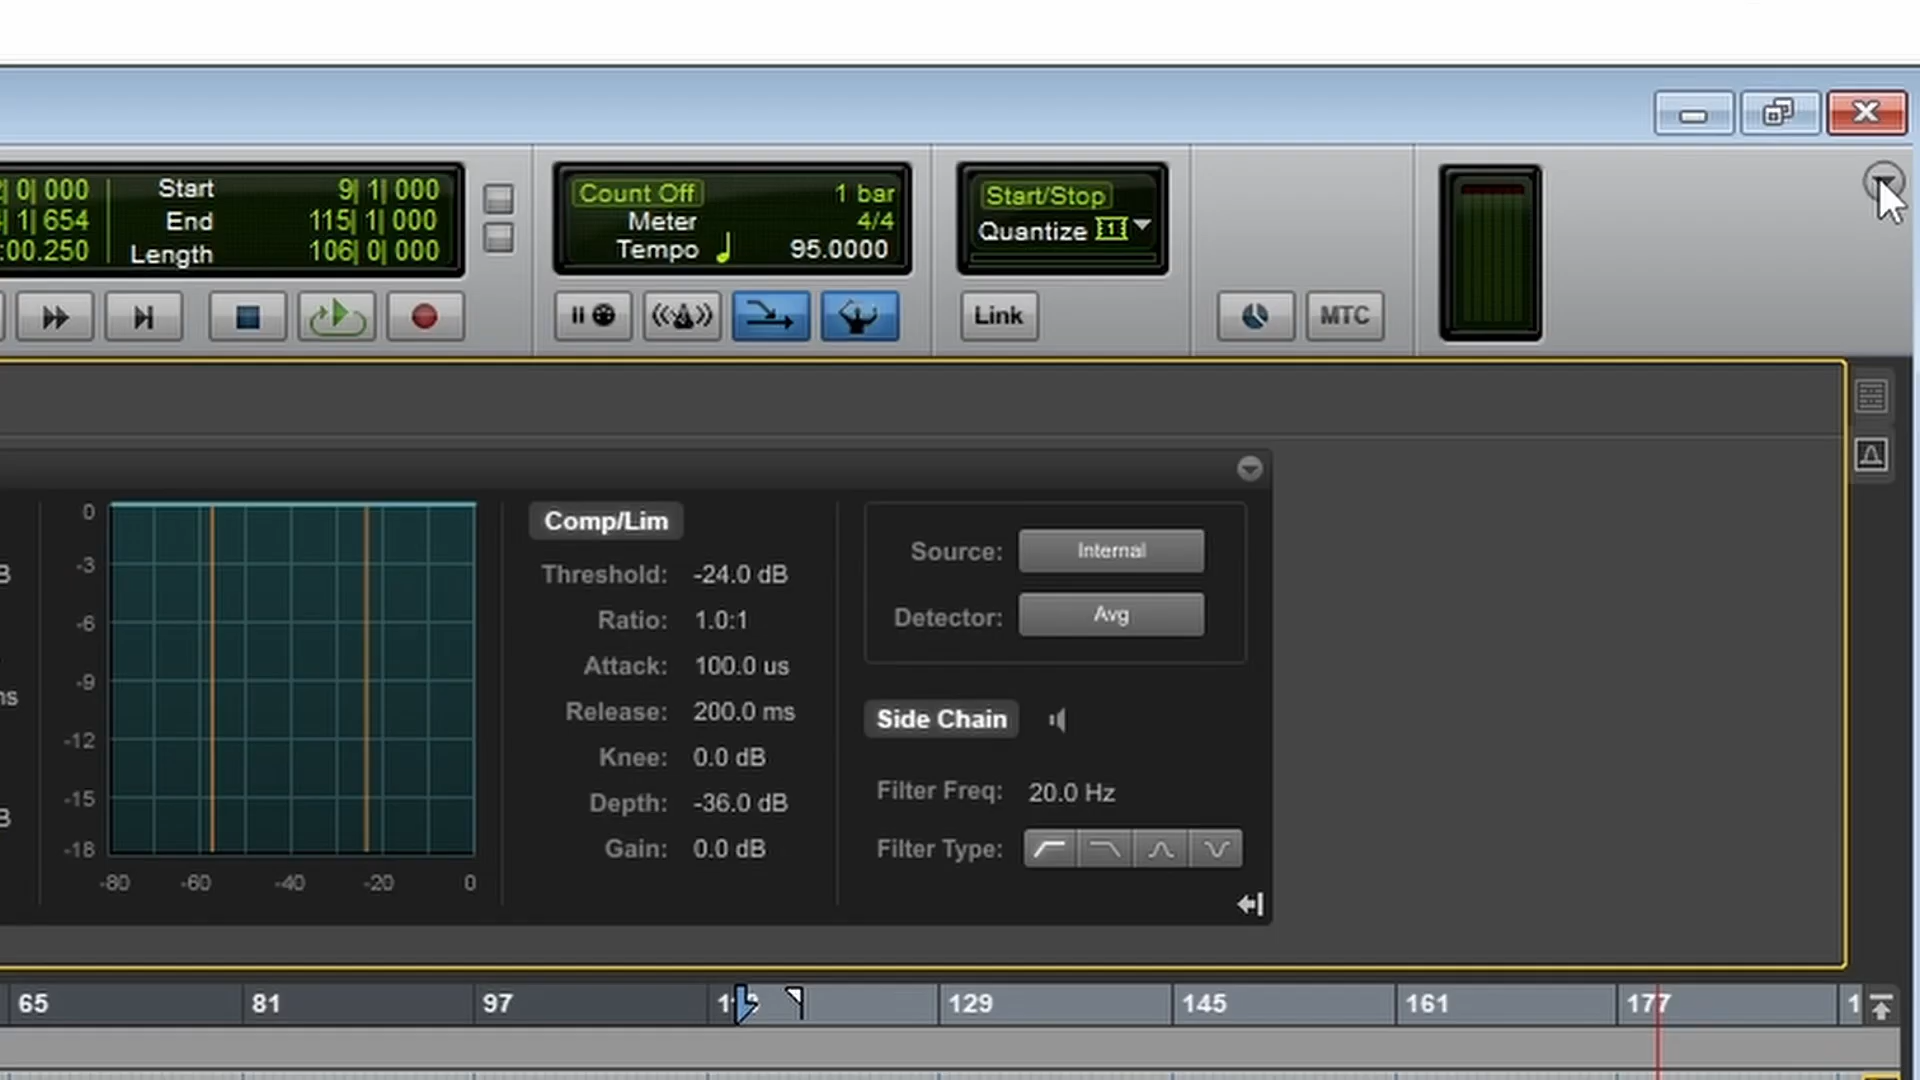 0| 000 Start 9| 1| 000
1| 654 End 115| 1| 000
:00.250 Length 106| 0| 000
Count Off 1 bar
Meter 4/4
Tempo 95.0000
Start/Stop
Quantize 1
Link
MTC
0
-3
-6
-9
-12
-15
-18
-80 -60 -40 -20 0
B
ms
B
Comp/Lim
Threshold: -24.0 dB
Ratio: 1.0:1
Attack: 100.0 us
Release: 200.0 ms
Knee: 0.0 dB
Depth: -36.0 dB
Gain: 0.0 dB
Source: Internal
Detector: Avg
Side Chain
Filter Freq: 20.0 Hz
Filter Type:
65 81 97 129 145 161 177 1